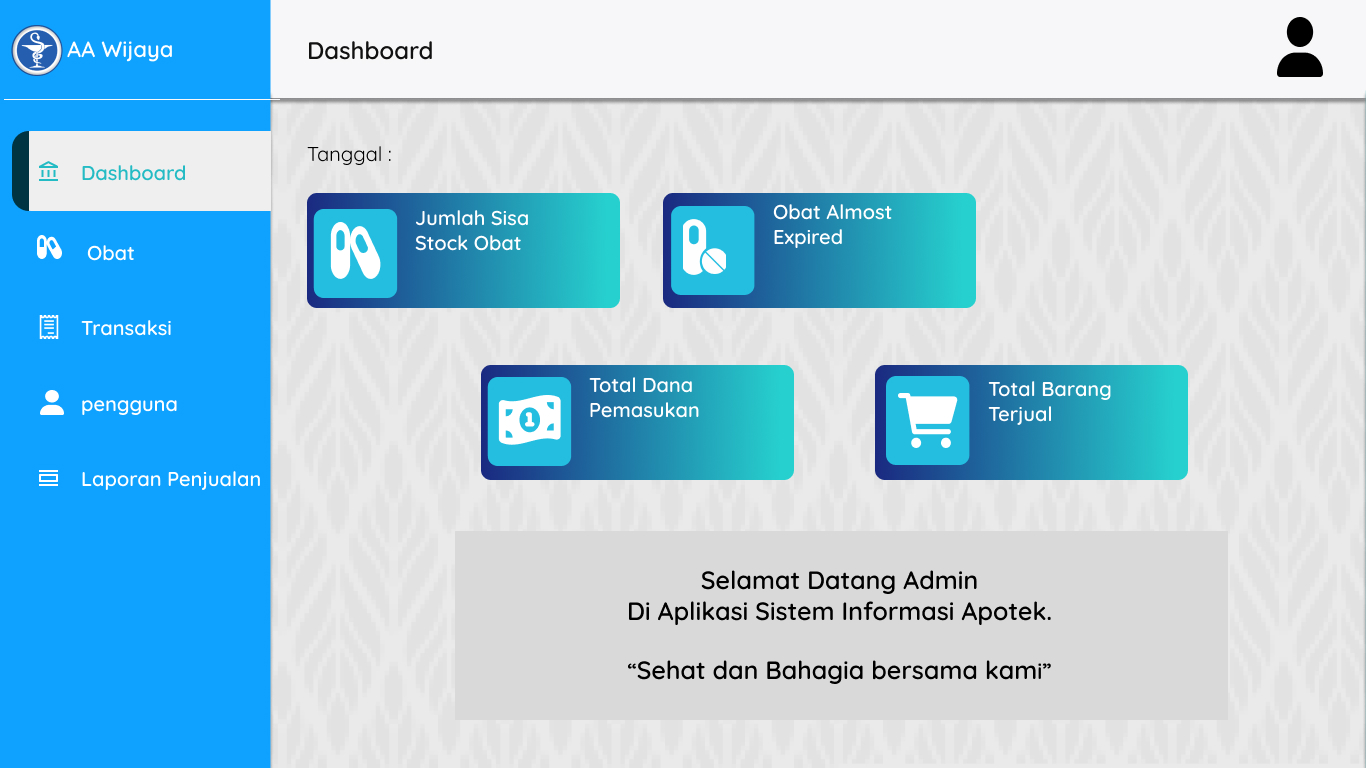 AA Wijaya
Dashboard
Dashboard
Obat
Transaksi
pengguna
Laporan Penjualan
Tanggal :
Jumlah Sisa
Stock Obat
Obat Almost
Expired
Total Dana
Pemasukan
1
Total Barang
Terjual
Selamat Datang Admin
Di Aplikasi Sistem Informasi Apotek.
“Sehat dan Bahagia bersama kami”